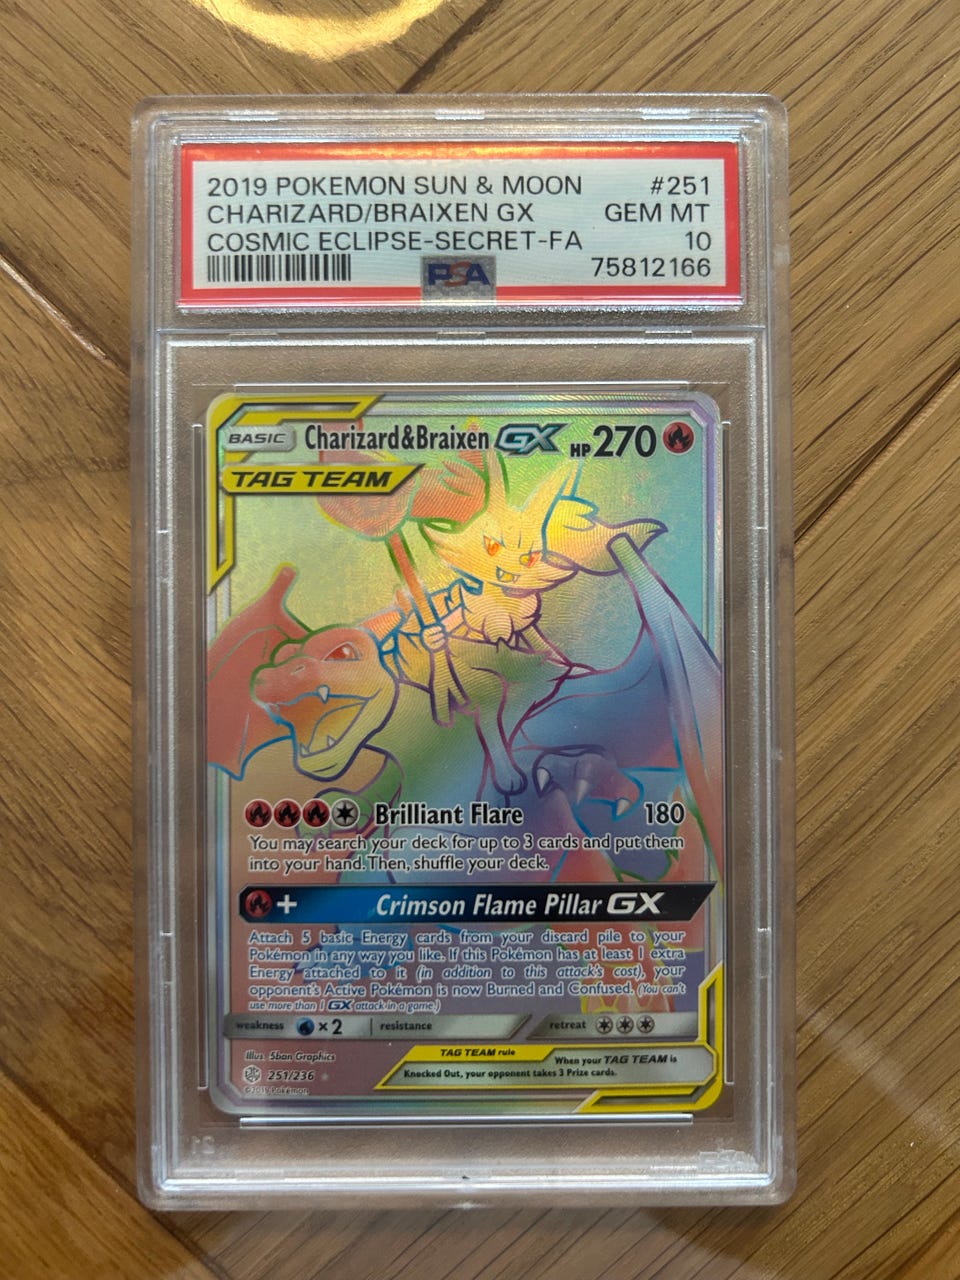 2019 POKEMON SUN & MOON #251
CHARIZARD/BRAIXEN GX GEM MT
COSMIC ECLIPSE-SECRET-FA 10
PSA 75812166
BASIC Charizard&Braixen GX HP270
TAG TEAM
Brilliant Flare 180
You may search your deck for up to 3 cards and put them
into your hand. Then, shuffle your deck.
+ Crimson Flame Pillar GX
Attach 5 basic Energy cards from your discard pile to your
Pokémon in any way you like. If this Pokémon has at least 1 extra
Energy attached to it (in addition to this attack's cost), your
opponent's Active Pokémon is now Burned and Confused. (You can't
use more than 1 GX attack in a game.)
weakness ×2 resistance retreat
Illus. 5ban Graphics
251/236
©2019 Pokémon
TAG TEAM rule When your TAG TEAM is
Knocked Out, your opponent takes 3 Prize cards.